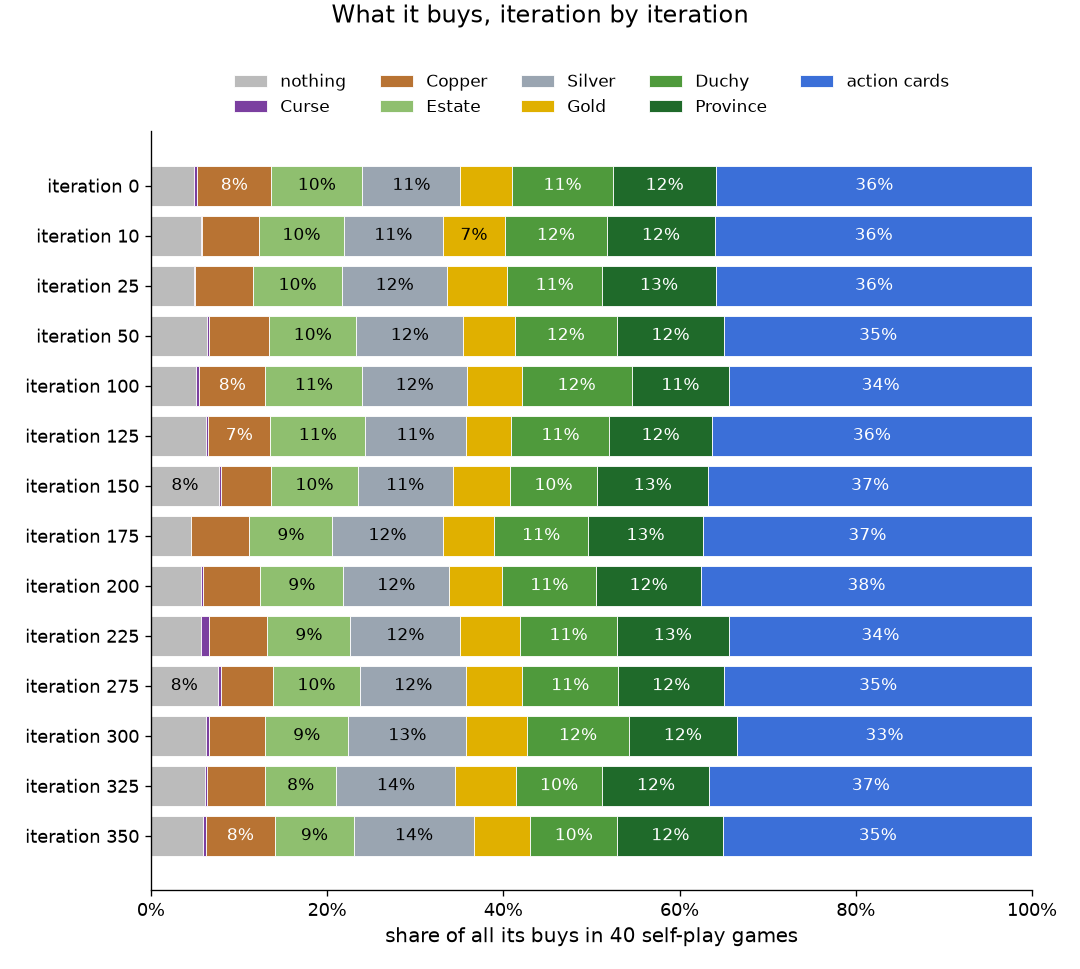 What it buys, iteration by iteration
nothing Copper Silver Duchy action cards
Curse Estate Gold Province
iteration 0 8% 10% 11% 11% 12% 36%
iteration 10 10% 11% 7% 12% 12% 36%
iteration 25 10% 12% 11% 13% 36%
iteration 50 10% 12% 12% 12% 35%
iteration 100 8% 11% 12% 12% 11% 34%
iteration 125 7% 11% 11% 11% 12% 36%
iteration 150 8% 10% 11% 10% 13% 37%
iteration 175 9% 12% 11% 13% 37%
iteration 200 9% 12% 11% 12% 38%
iteration 225 9% 12% 11% 13% 34%
iteration 275 8% 10% 12% 11% 12% 35%
iteration 300 9% 13% 12% 12% 33%
iteration 325 8% 14% 10% 12% 37%
iteration 350 8% 9% 14% 10% 12% 35%
0% 20% 40% 60% 80% 100%
share of all its buys in 40 self-play games